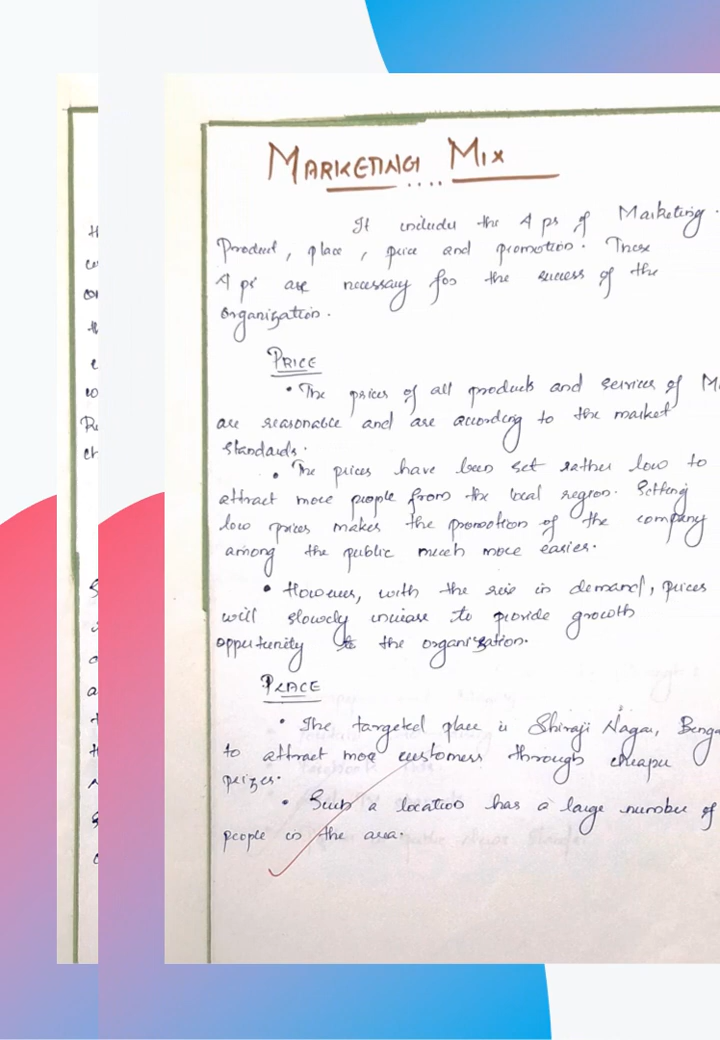 MARKETING MIX
It includu the 4 ps of Marketing.
Product, place, price and promotion. These
4 ps are necessary for the success of the
organization.
PRICE
• The prices of all products and services of
are reasonable and are according to the market
standards.
• The prices have been set rather low to
attract more people from the local region. Setting
low prices makes the promotion of the company
among the public much more easier.
• However, with the rise in demand, prices
will slowly increase to provide growth
oppurtunity to the organisation.
PLACE
• The targeted place is Shivaji Nagar, Benga
to attract more customers through cheaper
prizes.
• Such a location has a large number of
people in the area.